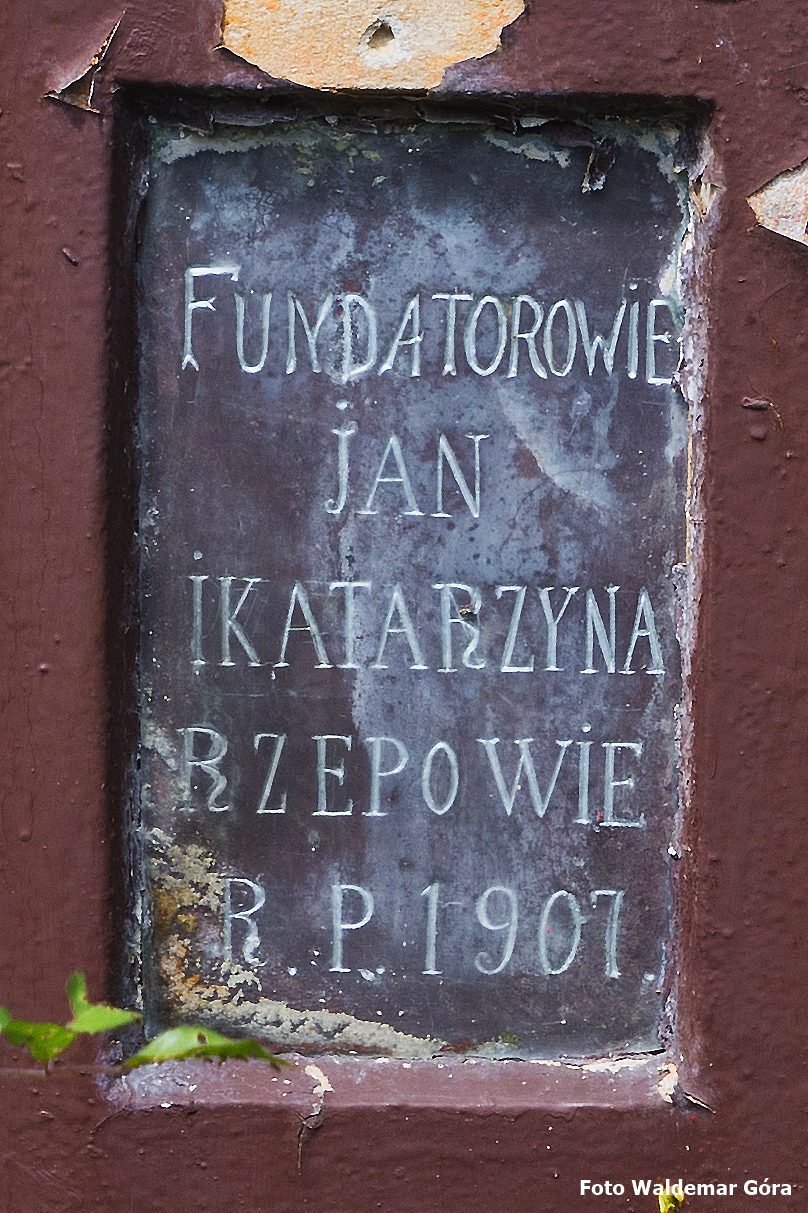 FUNDATOROWIE
JAN
I KATARZYNA
RZEPOWIE
R.P. 1907.
Foto Waldemar Góra